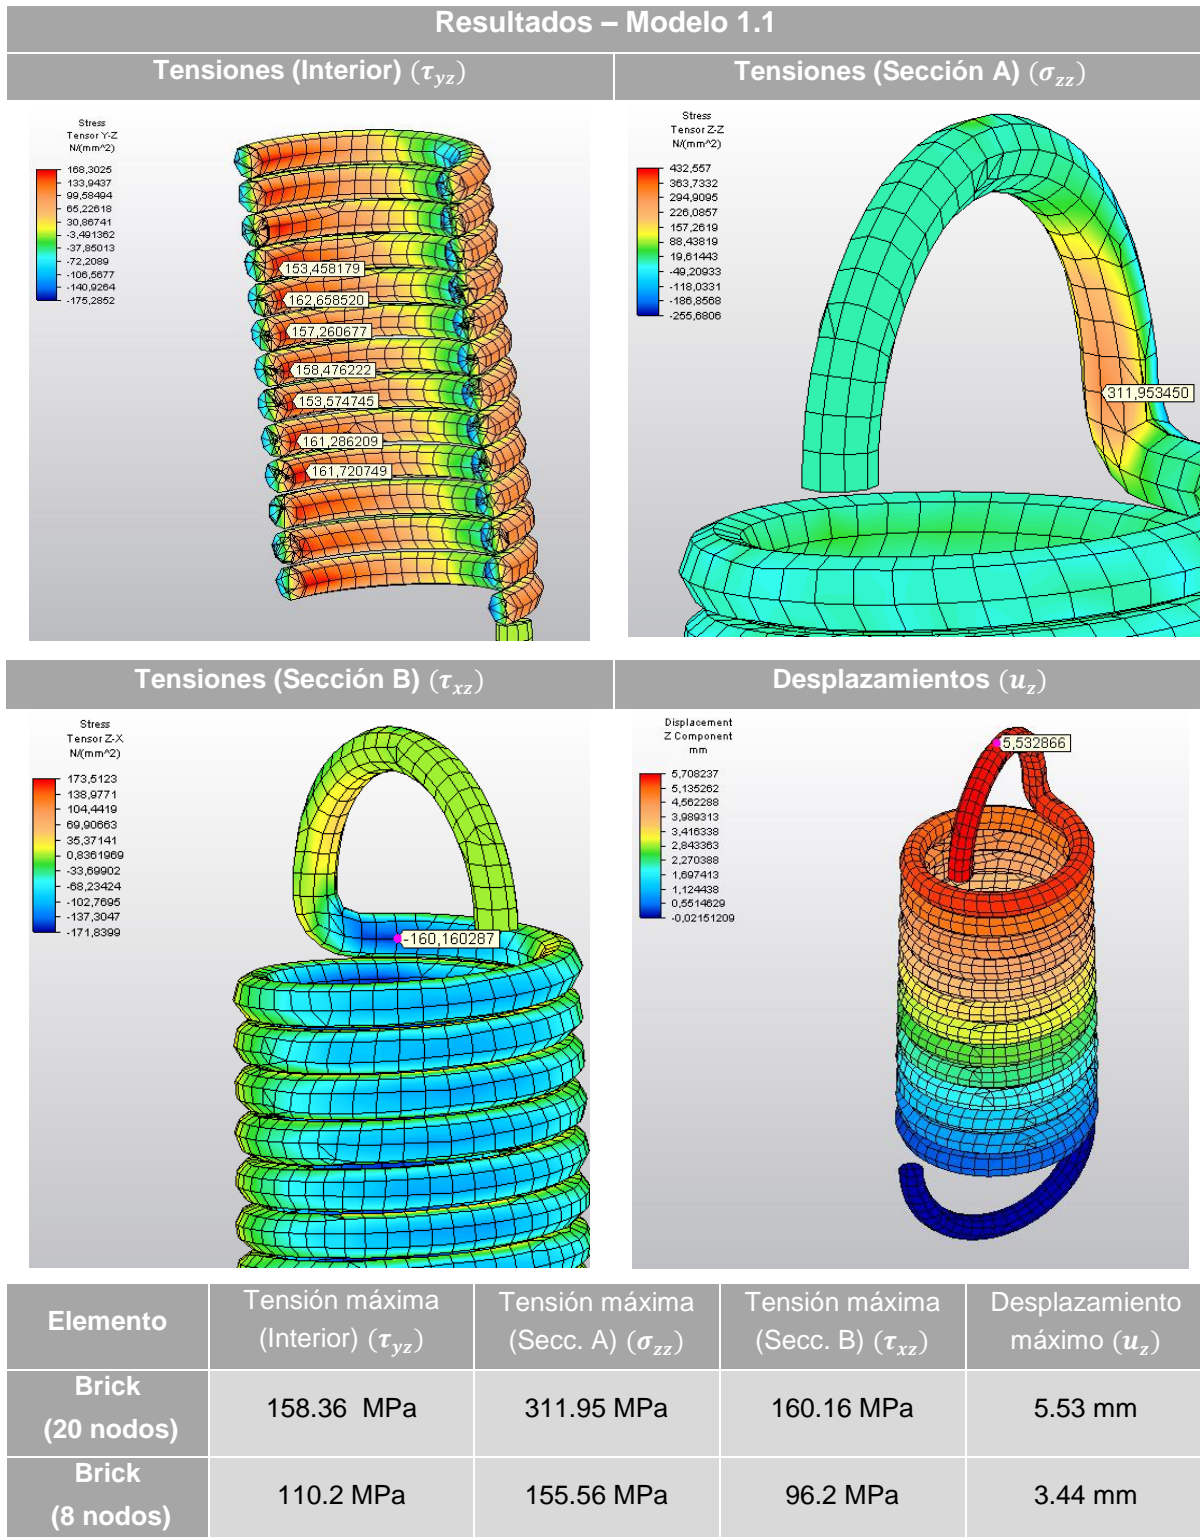 Resultados – Modelo 1.1
Tensiones (Interior) (τyz)
Tensiones (Sección A) (σzz)
Stress
Tensor Y-Z
N/(mm^2)
168,3025
133,9437
99,58494
65,22618
30,86741
-3,491362
-37,85013
-72,2089
-106,5677
-140,9264
-175,2852
153,458179
162,658520
157,260677
158,476222
153,574745
161,286209
161,720749
Stress
Tensor Z-Z
N/(mm^2)
432,557
363,7332
294,9095
226,0857
157,2619
88,43819
19,61443
-49,20933
-118,0331
-186,8568
-255,6806
311,953450
Tensiones (Sección B) (τxz)
Desplazamientos (uz)
Stress
Tensor Z-X
N/(mm^2)
173,5123
138,9771
104,4419
69,90663
35,37141
0,8361969
-33,69902
-68,23424
-102,7695
-137,3047
-171,8399
-160,160287
Displacement
Z Component
mm
5,708237
5,135262
4,562288
3,989313
3,416338
2,843363
2,270388
1,697413
1,124438
0,5514629
-0,02151209
5,532866
Elemento
Tensión máxima
(Interior) (τyz)
Tensión máxima
(Secc. A) (σzz)
Tensión máxima
(Secc. B) (τxz)
Desplazamiento
máximo (uz)
Brick
(20 nodos)
158.36 MPa
311.95 MPa
160.16 MPa
5.53 mm
Brick
(8 nodos)
110.2 MPa
155.56 MPa
96.2 MPa
3.44 mm